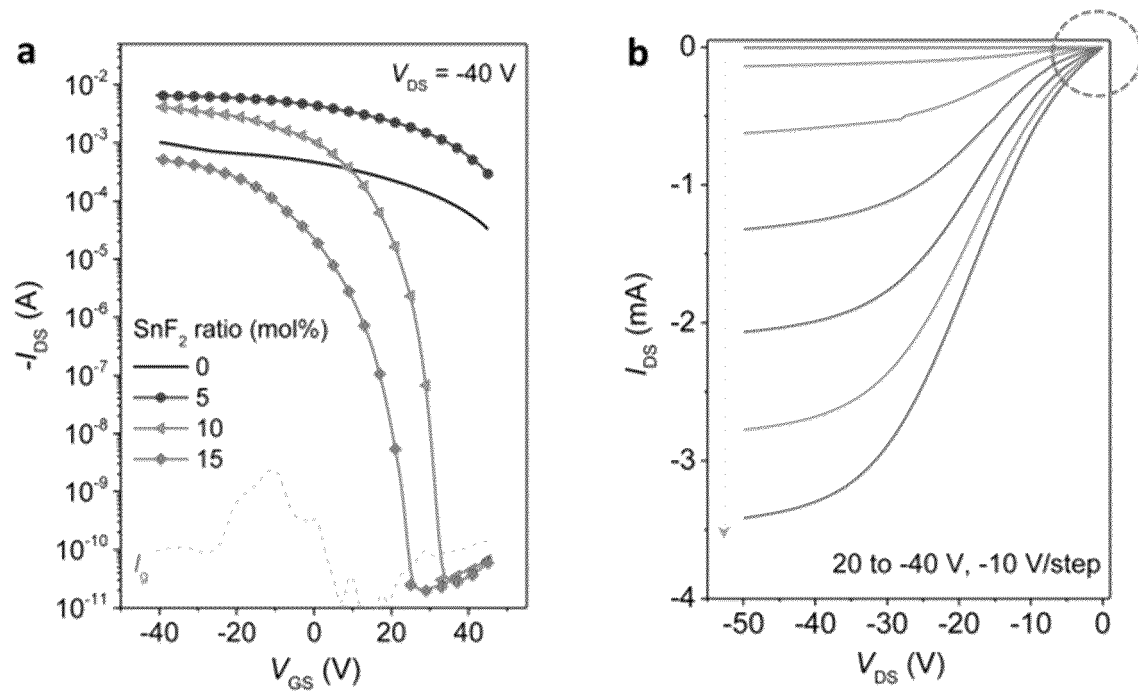 a
V_DS = -40 V
10⁻²
10⁻³
10⁻⁴
10⁻⁵
10⁻⁶
10⁻⁷
10⁻⁸
10⁻⁹
10⁻¹⁰
10⁻¹¹
-I_DS (A)
SnF₂ ratio (mol%)
0
5
10
15
I_g
-40 -20 0 20 40
V_GS (V)
b
0
-1
-2
-3
-4
I_DS (mA)
20 to -40 V, -10 V/step
-50 -40 -30 -20 -10 0
V_DS (V)